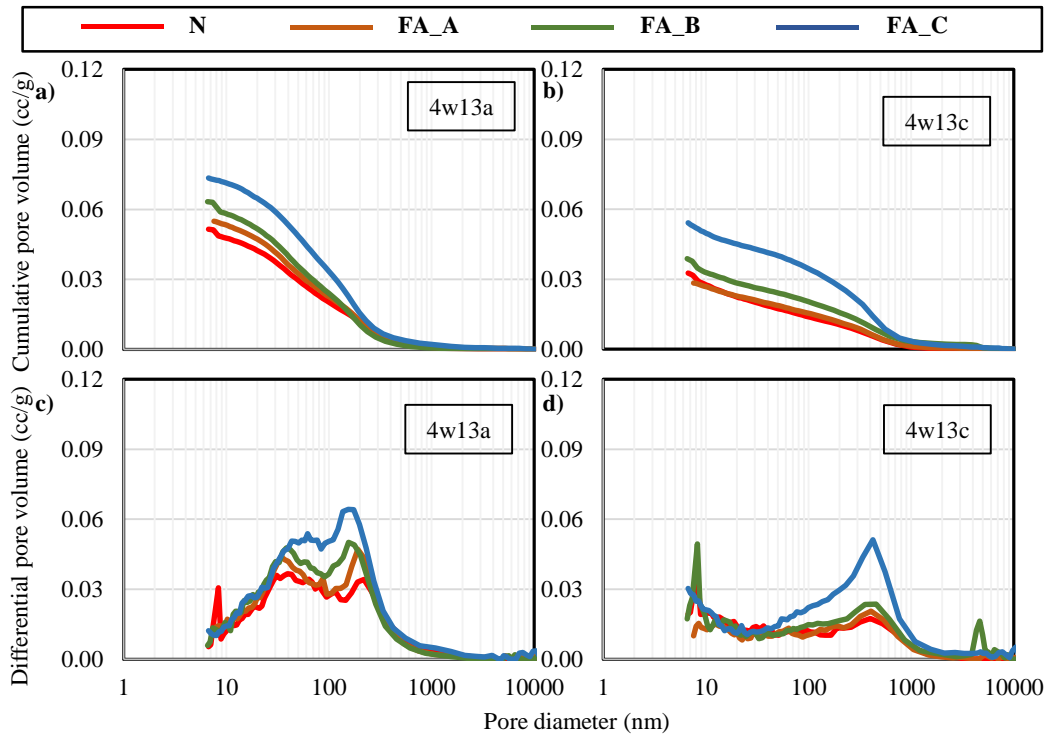 N FA_A FA_B FA_C
Cumulative pore volume (cc/g)
a)
4w13a
0.12
0.09
0.06
0.03
0.00
b)
4w13c
0.12
0.09
0.06
0.03
0.00
Differential pore volume (cc/g)
c)
4w13a
0.12
0.09
0.06
0.03
0.00
1 10 100 1000 10000
d)
4w13c
0.12
0.09
0.06
0.03
0.00
1 10 100 1000 10000
Pore diameter (nm)